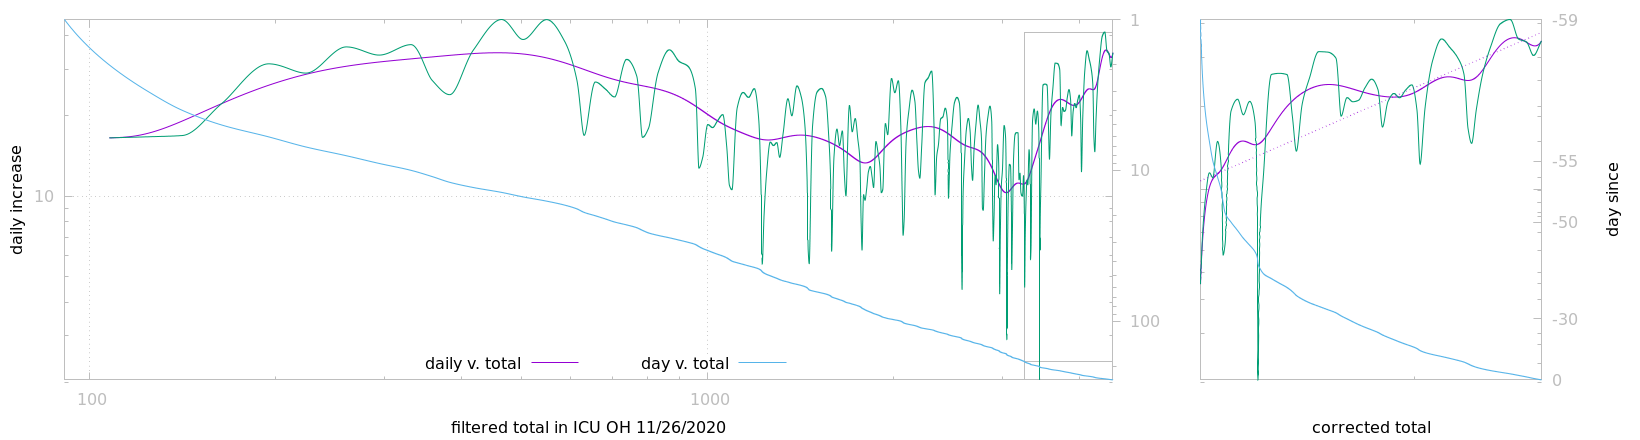 1
-59
10
-55
-50
daily increase
10
day since
100
-30
daily v. total
day v. total
0
100
1000
filtered total in ICU OH 11/26/2020
corrected total